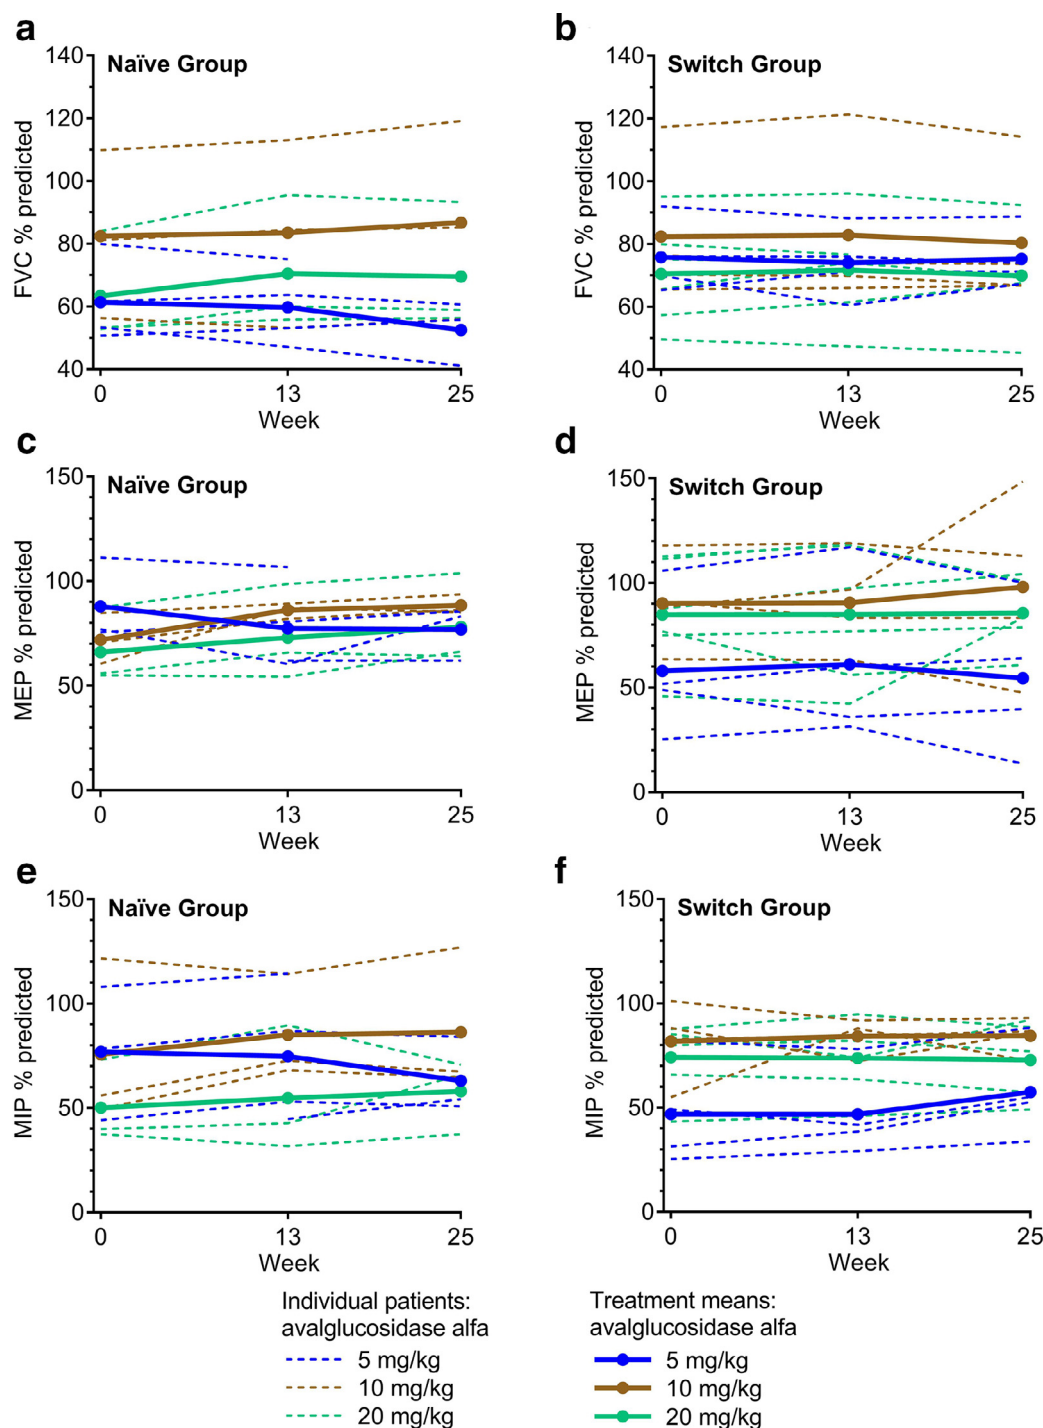 a
Naïve Group
FVC % predicted
140
120
100
80
60
40
0
13
25
Week
b
Switch Group
FVC % predicted
140
120
100
80
60
40
0
13
25
Week
c
Naïve Group
MEP % predicted
150
100
50
0
0
13
25
Week
d
Switch Group
MEP % predicted
150
100
50
0
0
13
25
Week
e
Naïve Group
MIP % predicted
150
100
50
0
0
13
25
Week
f
Switch Group
MIP % predicted
150
100
50
0
0
13
25
Week
Individual patients:
avalglucosidase alfa
5 mg/kg
10 mg/kg
20 mg/kg
Treatment means:
avalglucosidase alfa
5 mg/kg
10 mg/kg
20 mg/kg